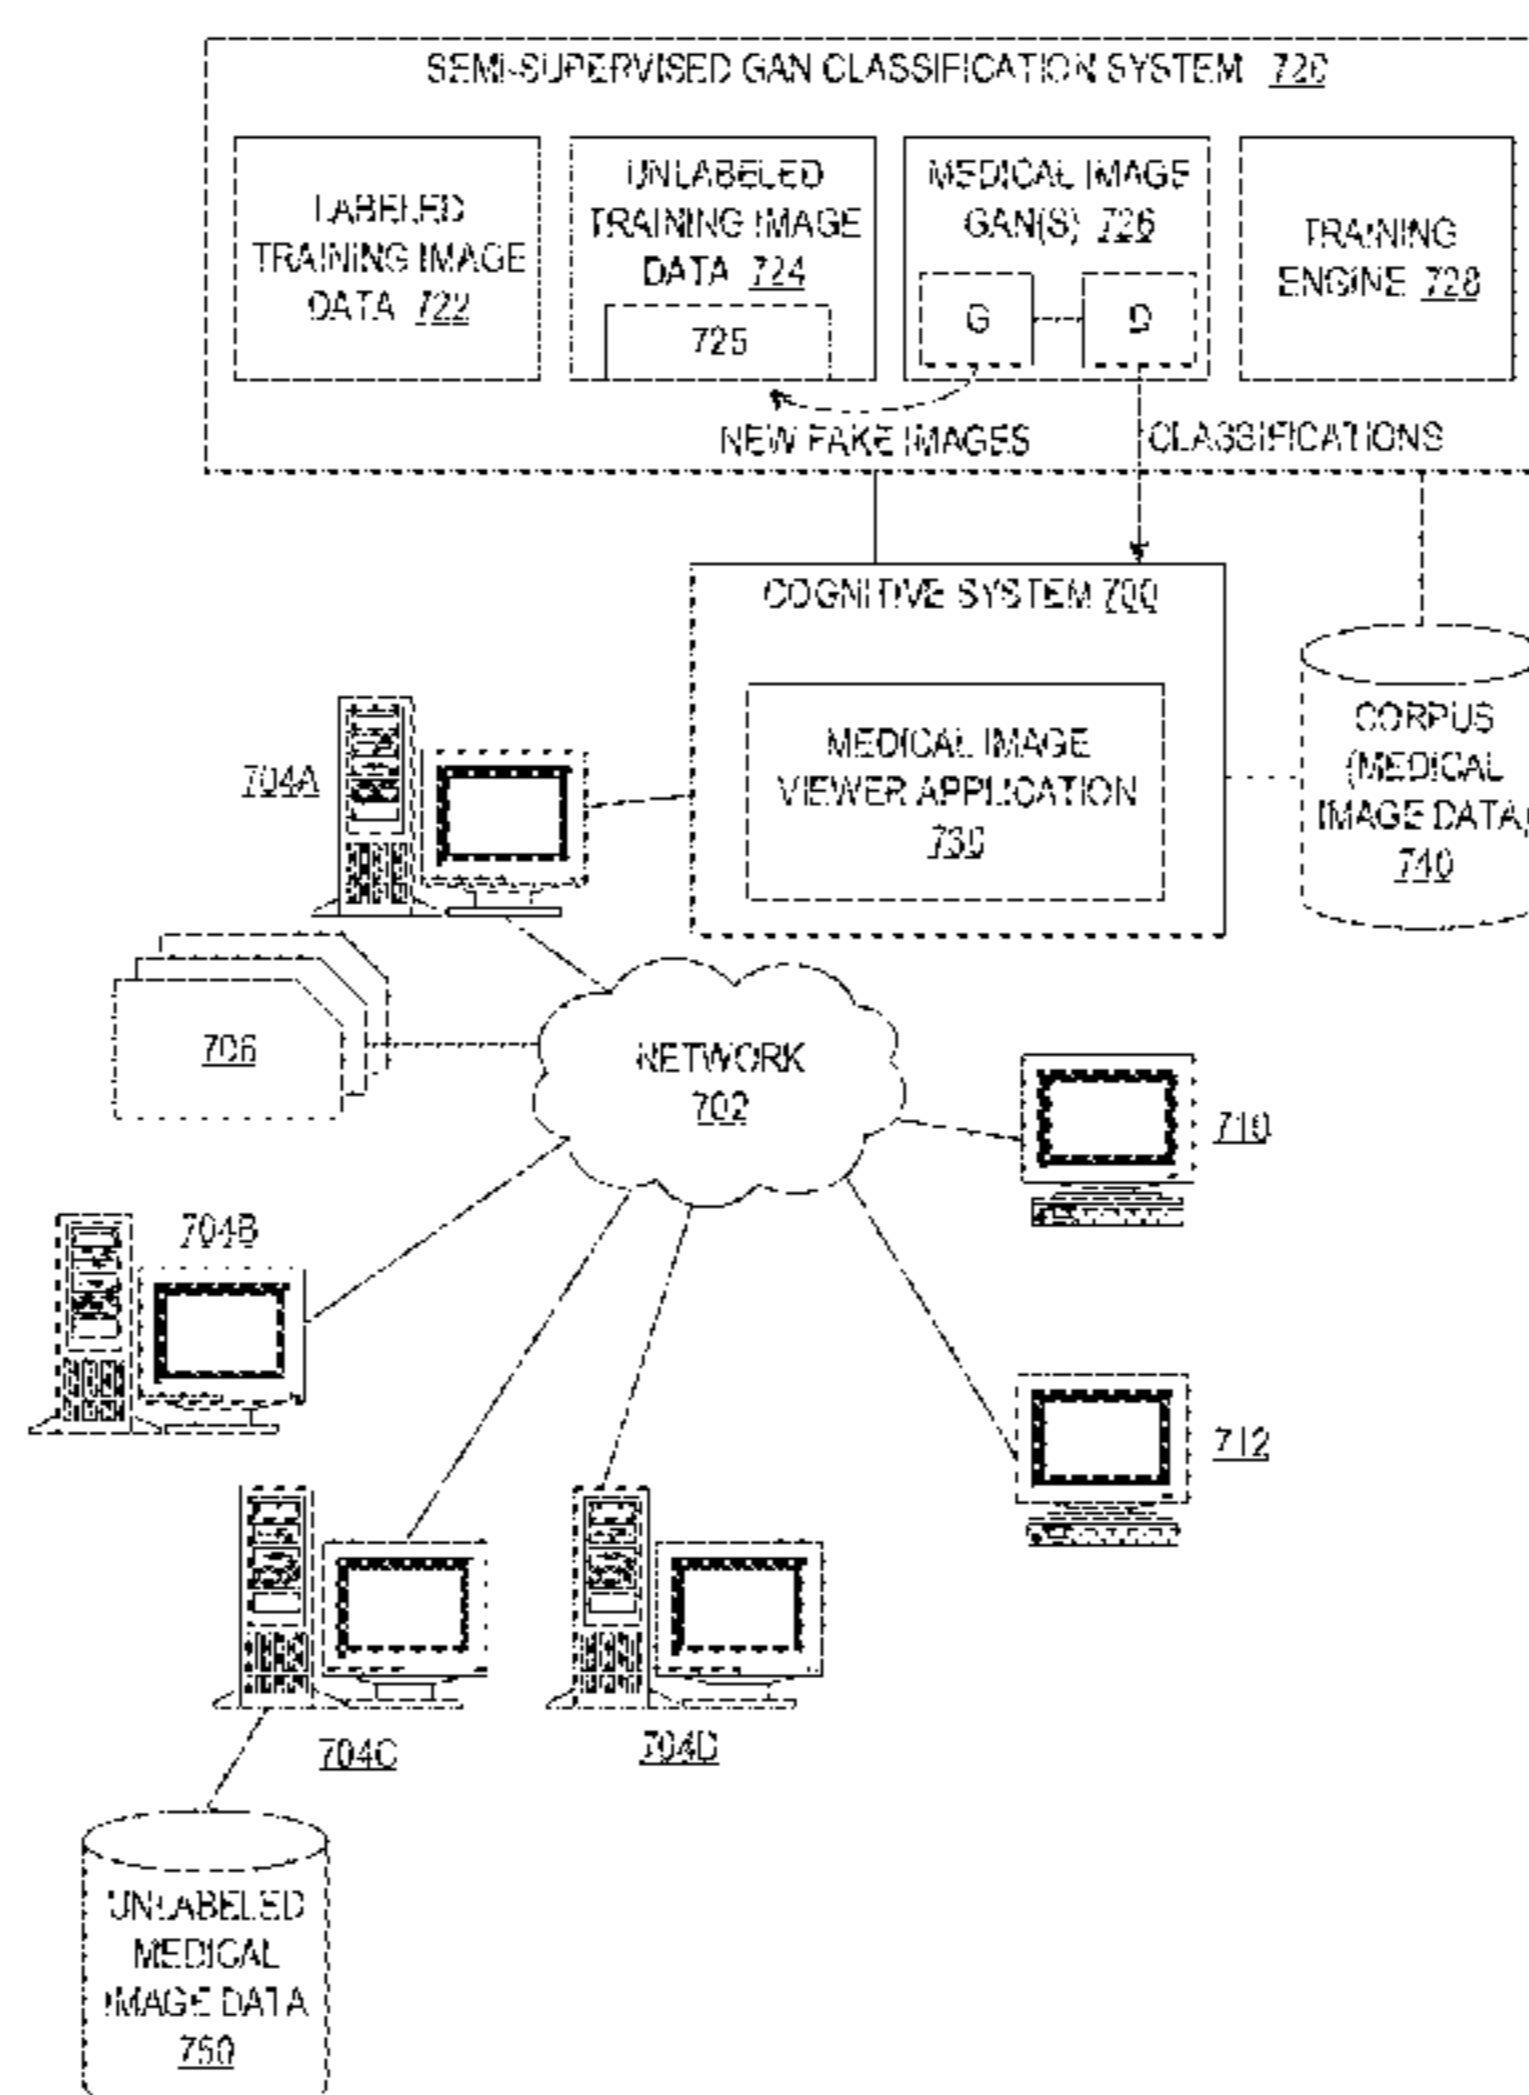 SEMI-SUPERVISED GAN CLASSIFICATION SYSTEM 720
LABELED
TRAINING IMAGE
DATA 722
UNLABELED
TRAINING IMAGE
DATA 724
725
MEDICAL IMAGE
GAN(S) 726
G
D
TRAINING
ENGINE 728
NEW FAKE IMAGES
CLASSIFICATIONS
COGNITIVE SYSTEM 700
MEDICAL IMAGE
VIEWER APPLICATION
730
CORPUS
(MEDICAL
IMAGE DATA)
740
704A
706
NETWORK
702
710
704B
712
704C
704D
UNLABELED
MEDICAL
IMAGE DATA
750